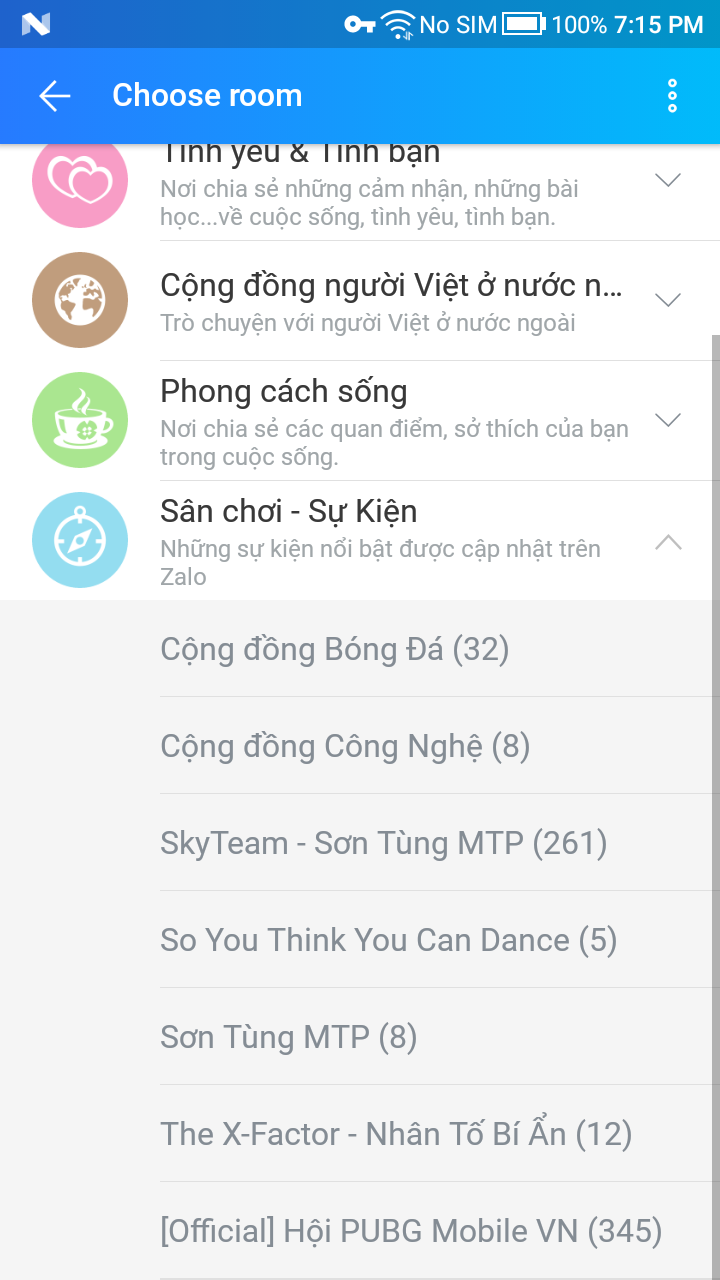 No SIM 100% 7:15 PM
Choose room
Tình yêu & Tình bạn
Nơi chia sẻ những cảm nhận, những bài
học...về cuộc sống, tình yêu, tình bạn.
Cộng đồng người Việt ở nước n...
Trò chuyện với người Việt ở nước ngoài
Phong cách sống
Nơi chia sẻ các quan điểm, sở thích của bạn
trong cuộc sống.
Sân chơi - Sự Kiện
Những sự kiện nổi bật được cập nhật trên
Zalo
Cộng đồng Bóng Đá (32)
Cộng đồng Công Nghệ (8)
SkyTeam - Sơn Tùng MTP (261)
So You Think You Can Dance (5)
Sơn Tùng MTP (8)
The X-Factor - Nhân Tố Bí Ẩn (12)
[Official] Hội PUBG Mobile VN (345)